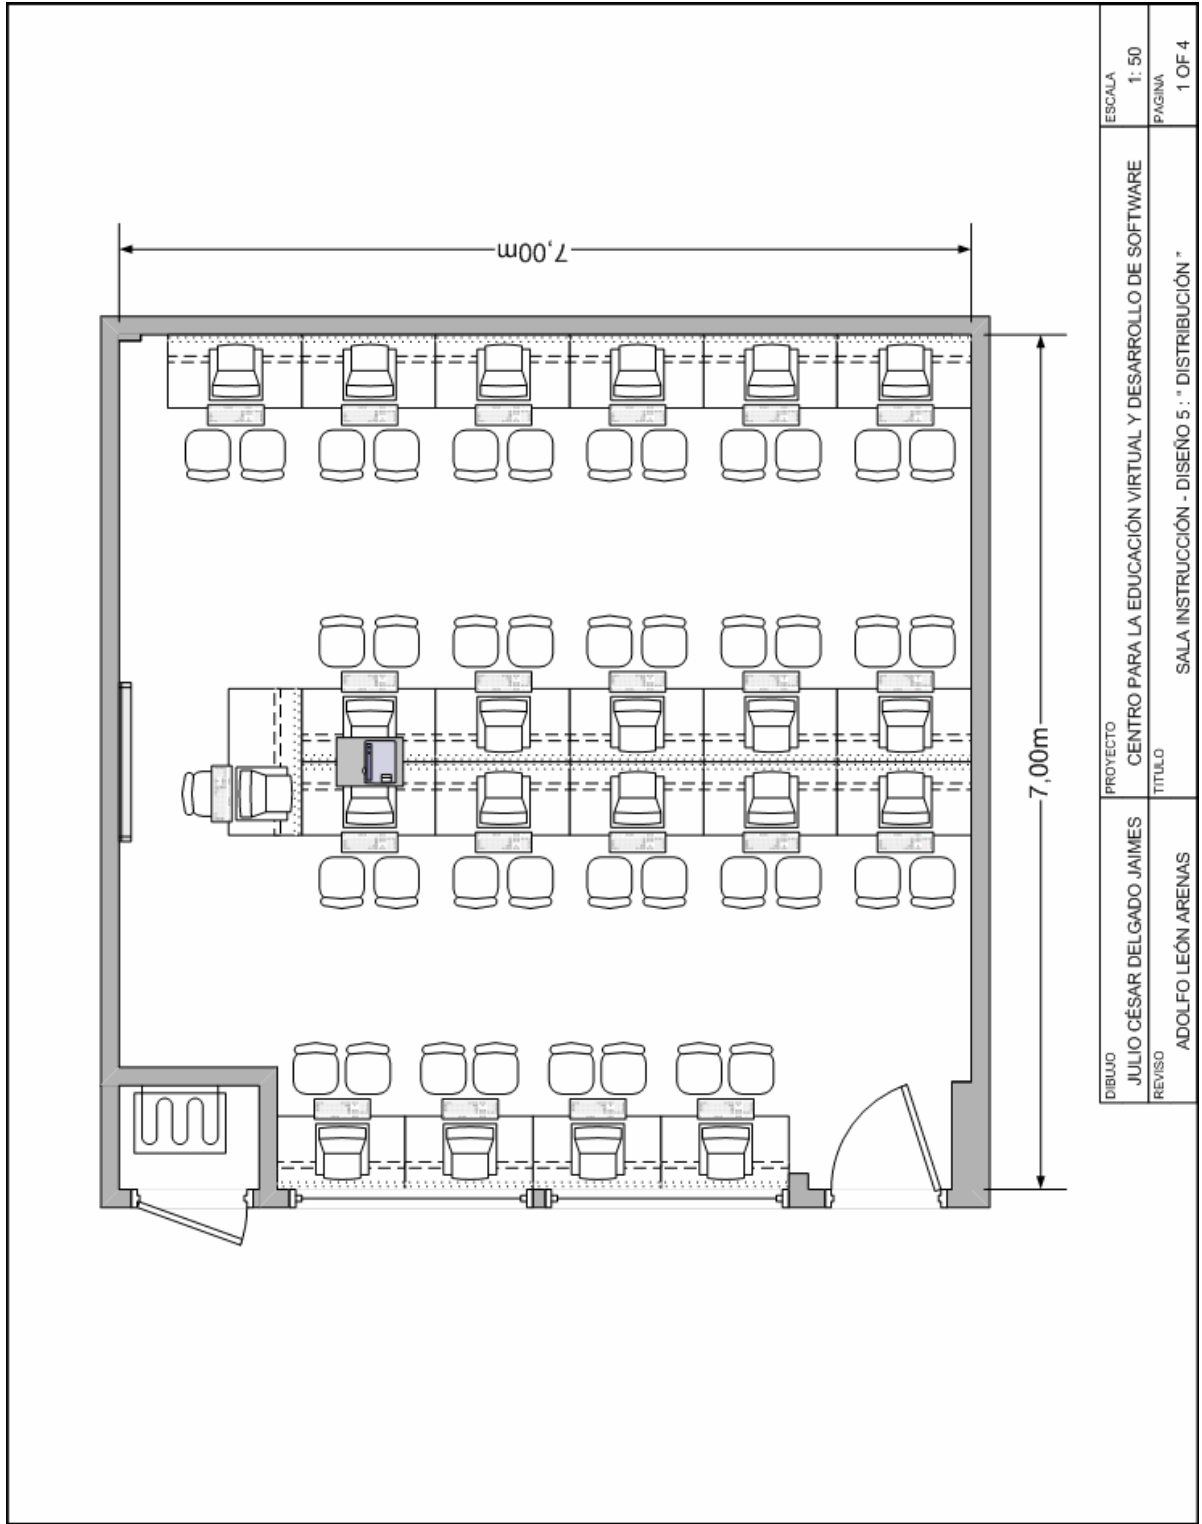 7,00m
7,00m
DIBUJO
JULIO CÉSAR DELGADO JAIMES
REVISO
ADOLFO LEÓN ARENAS
PROYECTO
CENTRO PARA LA EDUCACIÓN VIRTUAL Y DESARROLLO DE SOFTWARE
TITULO
SALA INSTRUCCIÓN - DISEÑO 5 : " DISTRIBUCIÓN "
ESCALA
1: 50
PAGINA
1 OF 4